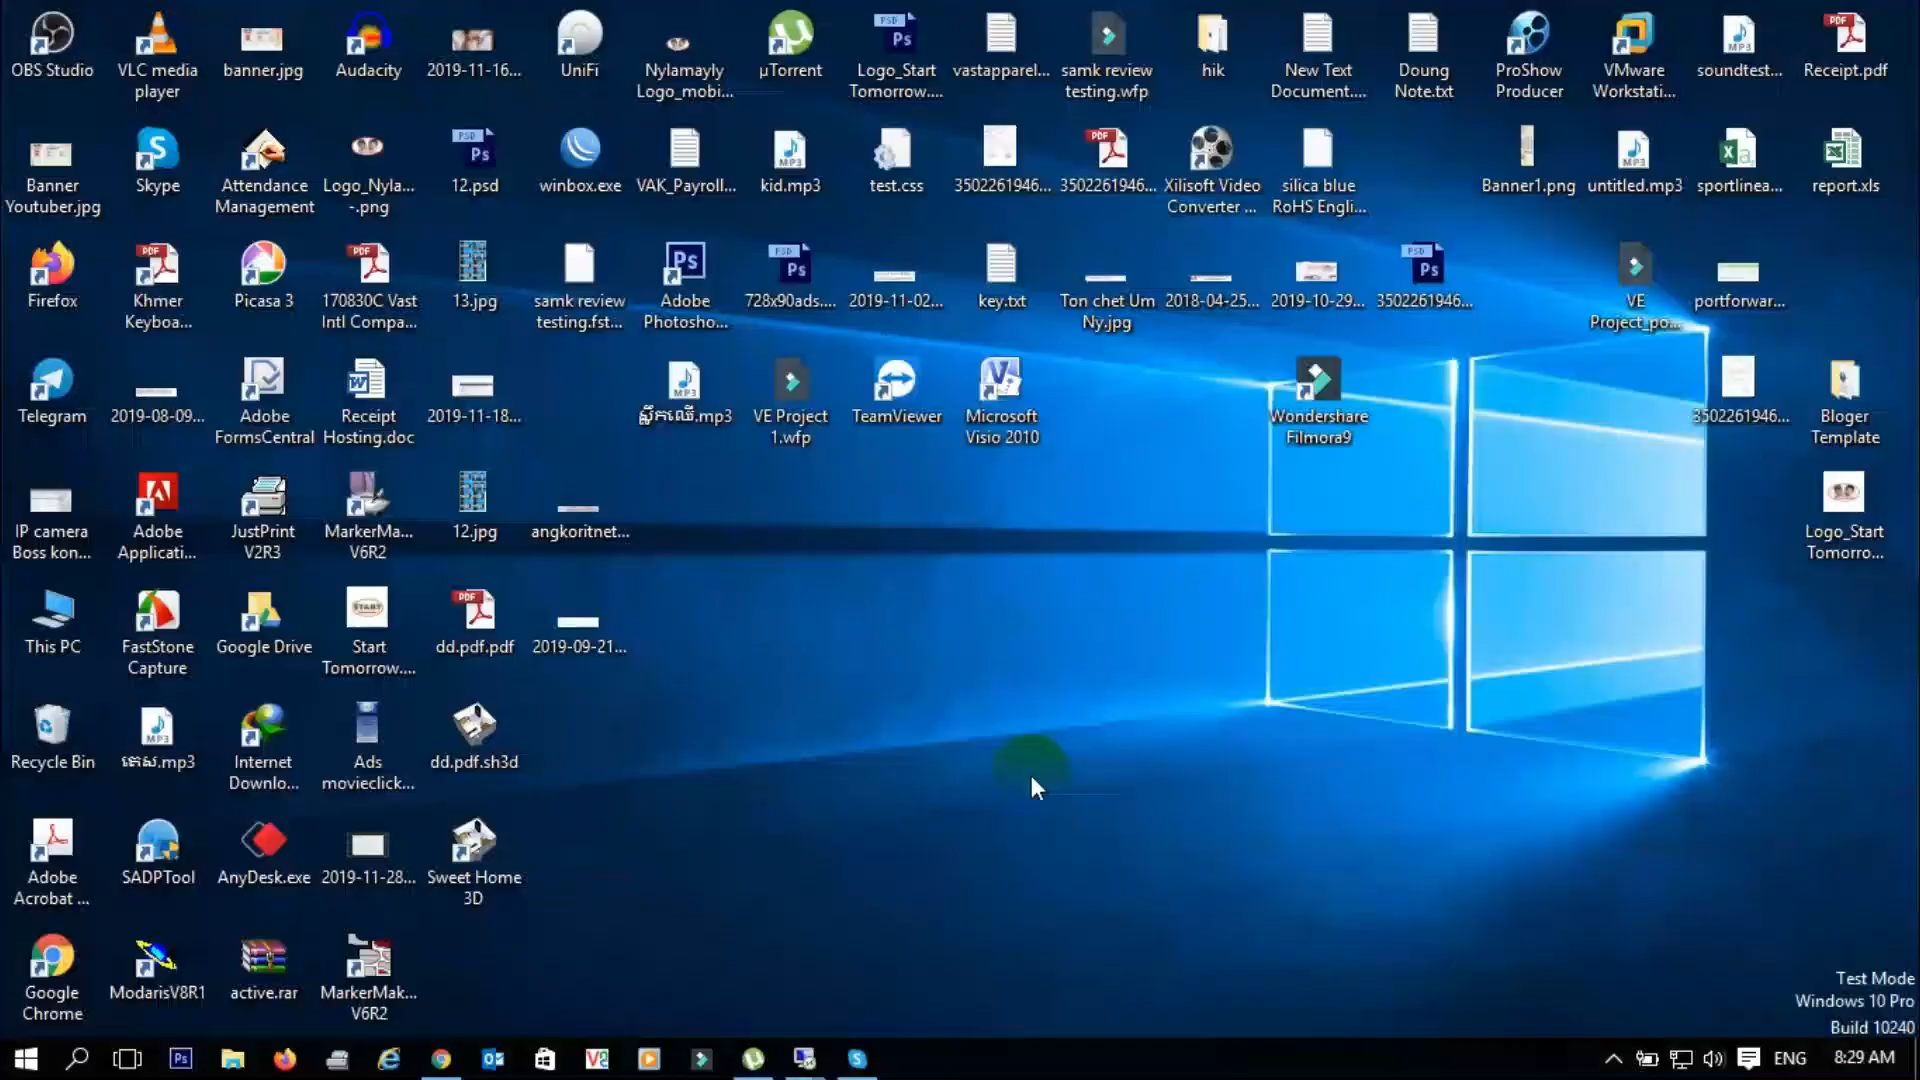 OBS Studio
VLC media
player
banner.jpg
Audacity
2019-11-16...
UniFi
Nylamayly
Logo_mobi...
µTorrent
Logo_Start
Tomorrow....
vastapparel...
samk review
testing.wfp
hik
New Text
Document....
Doung
Note.txt
ProShow
Producer
VMware
Workstati...
soundtest...
Receipt.pdf
Banner
Youtuber.jpg
Skype
Attendance
Management
Logo_Nyla...
-.png
12.psd
winbox.exe
VAK_Payroll...
kid.mp3
test.css
3502261946...
3502261946...
Xilisoft Video
Converter ...
silica blue
RoHS Engli...
Banner1.png
untitled.mp3
sportlinea...
report.xls
Firefox
Khmer
Keyboa...
Picasa 3
170830C Vast
Intl Compa...
13.jpg
samk review
testing.fst...
Adobe
Photosho...
728x90ads....
2019-11-02...
key.txt
Ton chet Um
Ny.jpg
2018-04-25...
2019-10-29...
3502261946...
VE
Project_po...
portforwar...
Telegram
2019-08-09...
Adobe
FormsCentral
Receipt
Hosting.doc
2019-11-18...
ស្លឹកឈើ.mp3
VE Project
1.wfp
TeamViewer
Microsoft
Visio 2010
Wondershare
Filmora9
3502261946...
Bloger
Template
IP camera
Boss kon...
Adobe
Applicati...
JustPrint
V2R3
MarkerMa...
V6R2
12.jpg
angkoritnet...
Logo_Start
Tomorro...
This PC
FastStone
Capture
Google Drive
Start
Tomorrow....
dd.pdf.pdf
2019-09-21...
Recycle Bin
តេស.mp3
Internet
Downlo...
Ads
movieclick...
dd.pdf.sh3d
Adobe
Acrobat ...
SADPTool
AnyDesk.exe
2019-11-28...
Sweet Home
3D
Google
Chrome
ModarisV8R1
active.rar
MarkerMak...
V6R2
Test Mode
Windows 10 Pro
Build 10240
ENG
8:29 AM